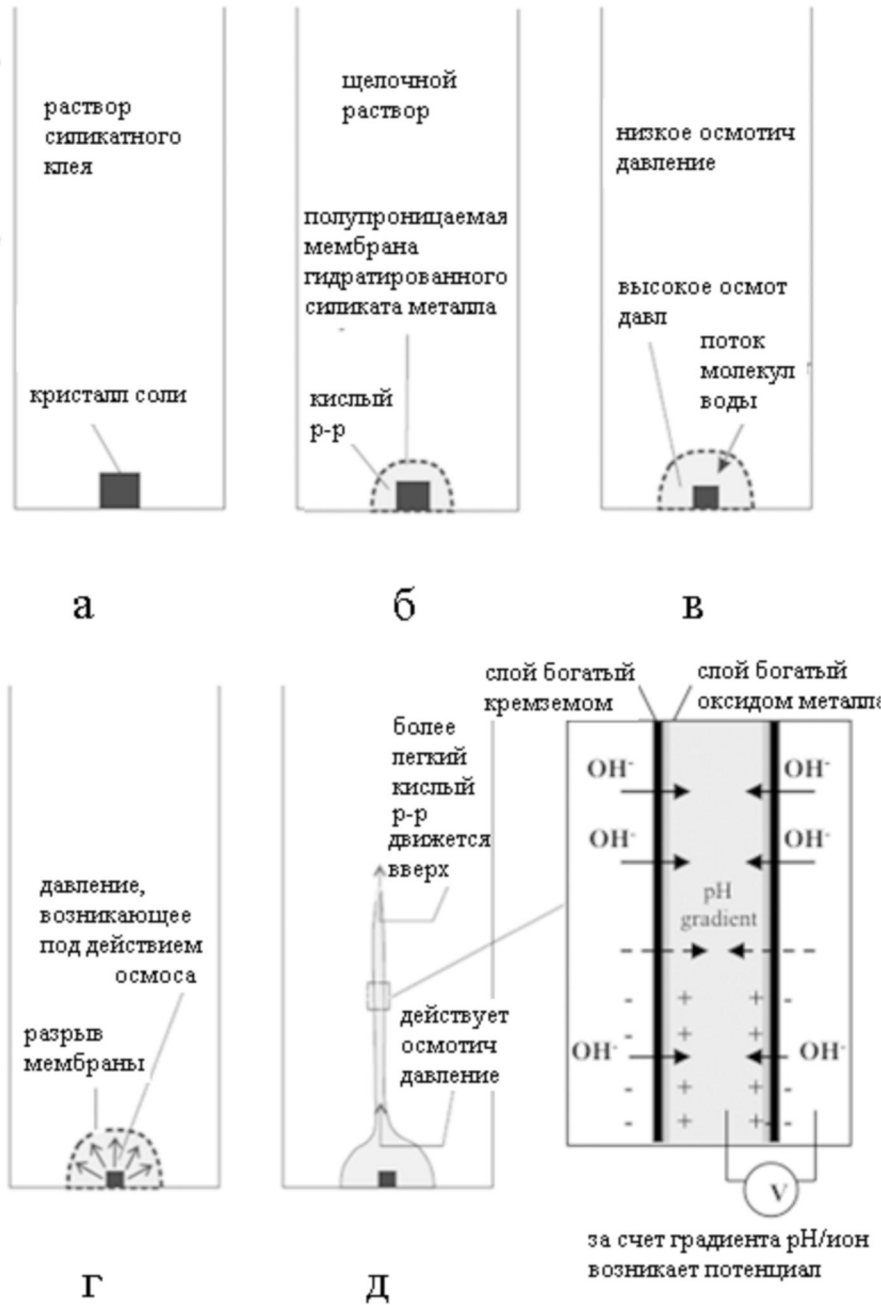 раствор
силикатного
клея
кристалл соли
а
щелочной
раствор
полупроницаемая
мембрана
гидратированного
силиката металла
кислый
р-р
б
низкое осмотич
давление
высокое осмот
давл
поток
молекул
воды
в
давление,
возникающее
под действием
осмоса
разрыв
мембраны
г
более
легкий
кислый
р-р
движется
вверх
действует
осмотич
давление
д
слой богатый
кремземом
слой богатый
оксидом металла
OH-
OH-
OH-
OH-
pH
gradient
- + + -
- + + -
OH-
OH-
- + + -
- + + -
V
за счет градиента pH/ион
возникает потенциал